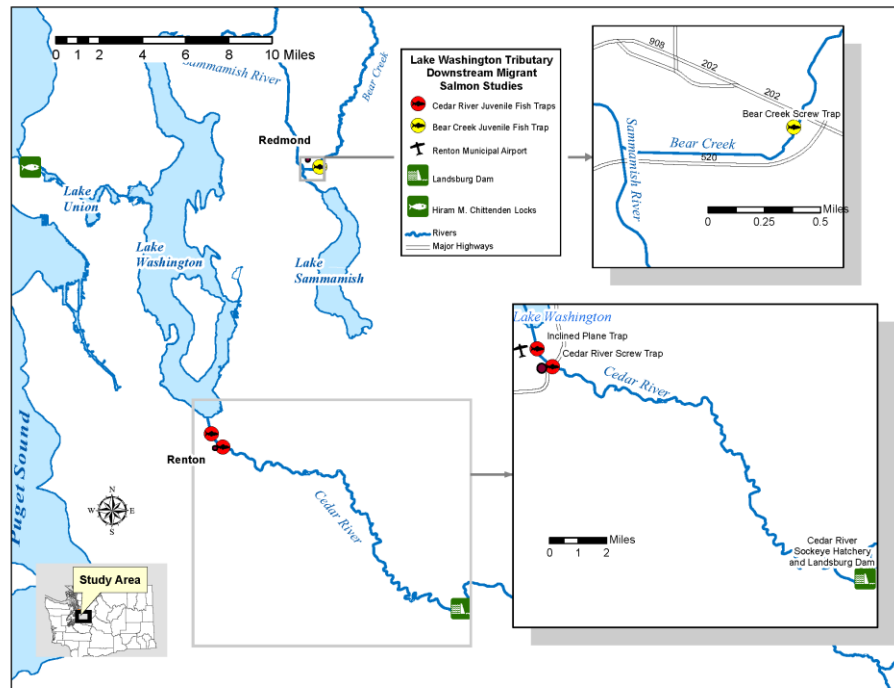 0 1 2 4 6 8 10 Miles
Sammamish River
Bear Creek
Redmond
Lake
Union
Lake
Washington
Lake
Sammamish
Puget Sound
Renton
Cedar River
N
W E
S
Study Area
Lake Washington Tributary
Downstream Migrant
Salmon Studies
Cedar River Juvenile Fish Traps
Bear Creek Juvenile Fish Trap
Renton Municipal Airport
Landsburg Dam
Hiram M. Chittenden Locks
Rivers
Major Highways
908
202
202
Bear Creek Screw Trap
Bear Creek
520
Sammamish River
Miles
0 0.25 0.5
Lake Washington
Inclined Plane Trap
Cedar River Screw Trap
Cedar River
Miles
0 1 2
Cedar River
Sockeye Hatchery
and Landsburg Dam